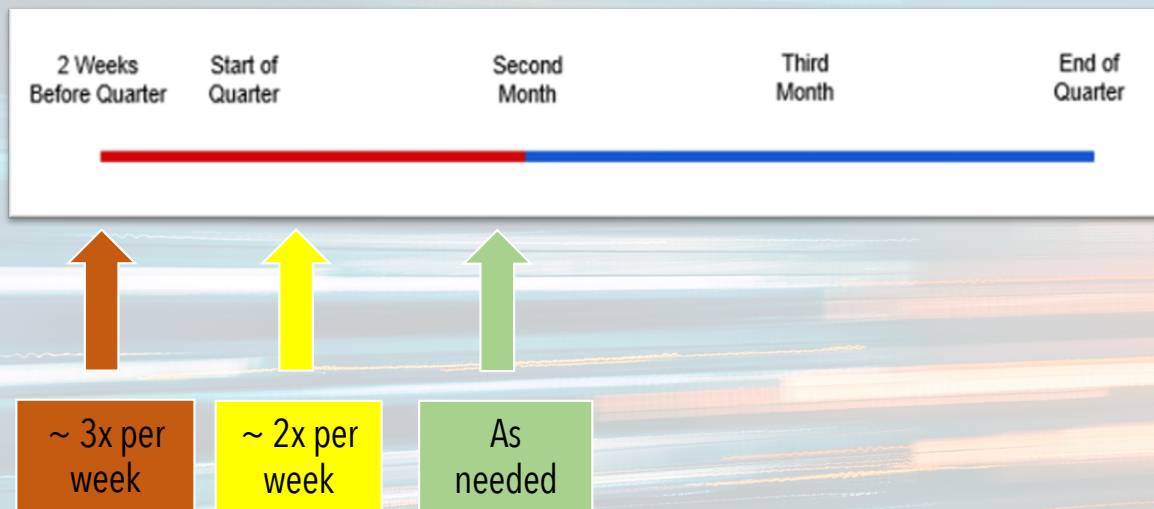 2 Weeks
Before Quarter
Start of
Quarter
Second
Month
Third
Month
End of
Quarter
~ 3x per
week
~ 2x per
week
As
needed